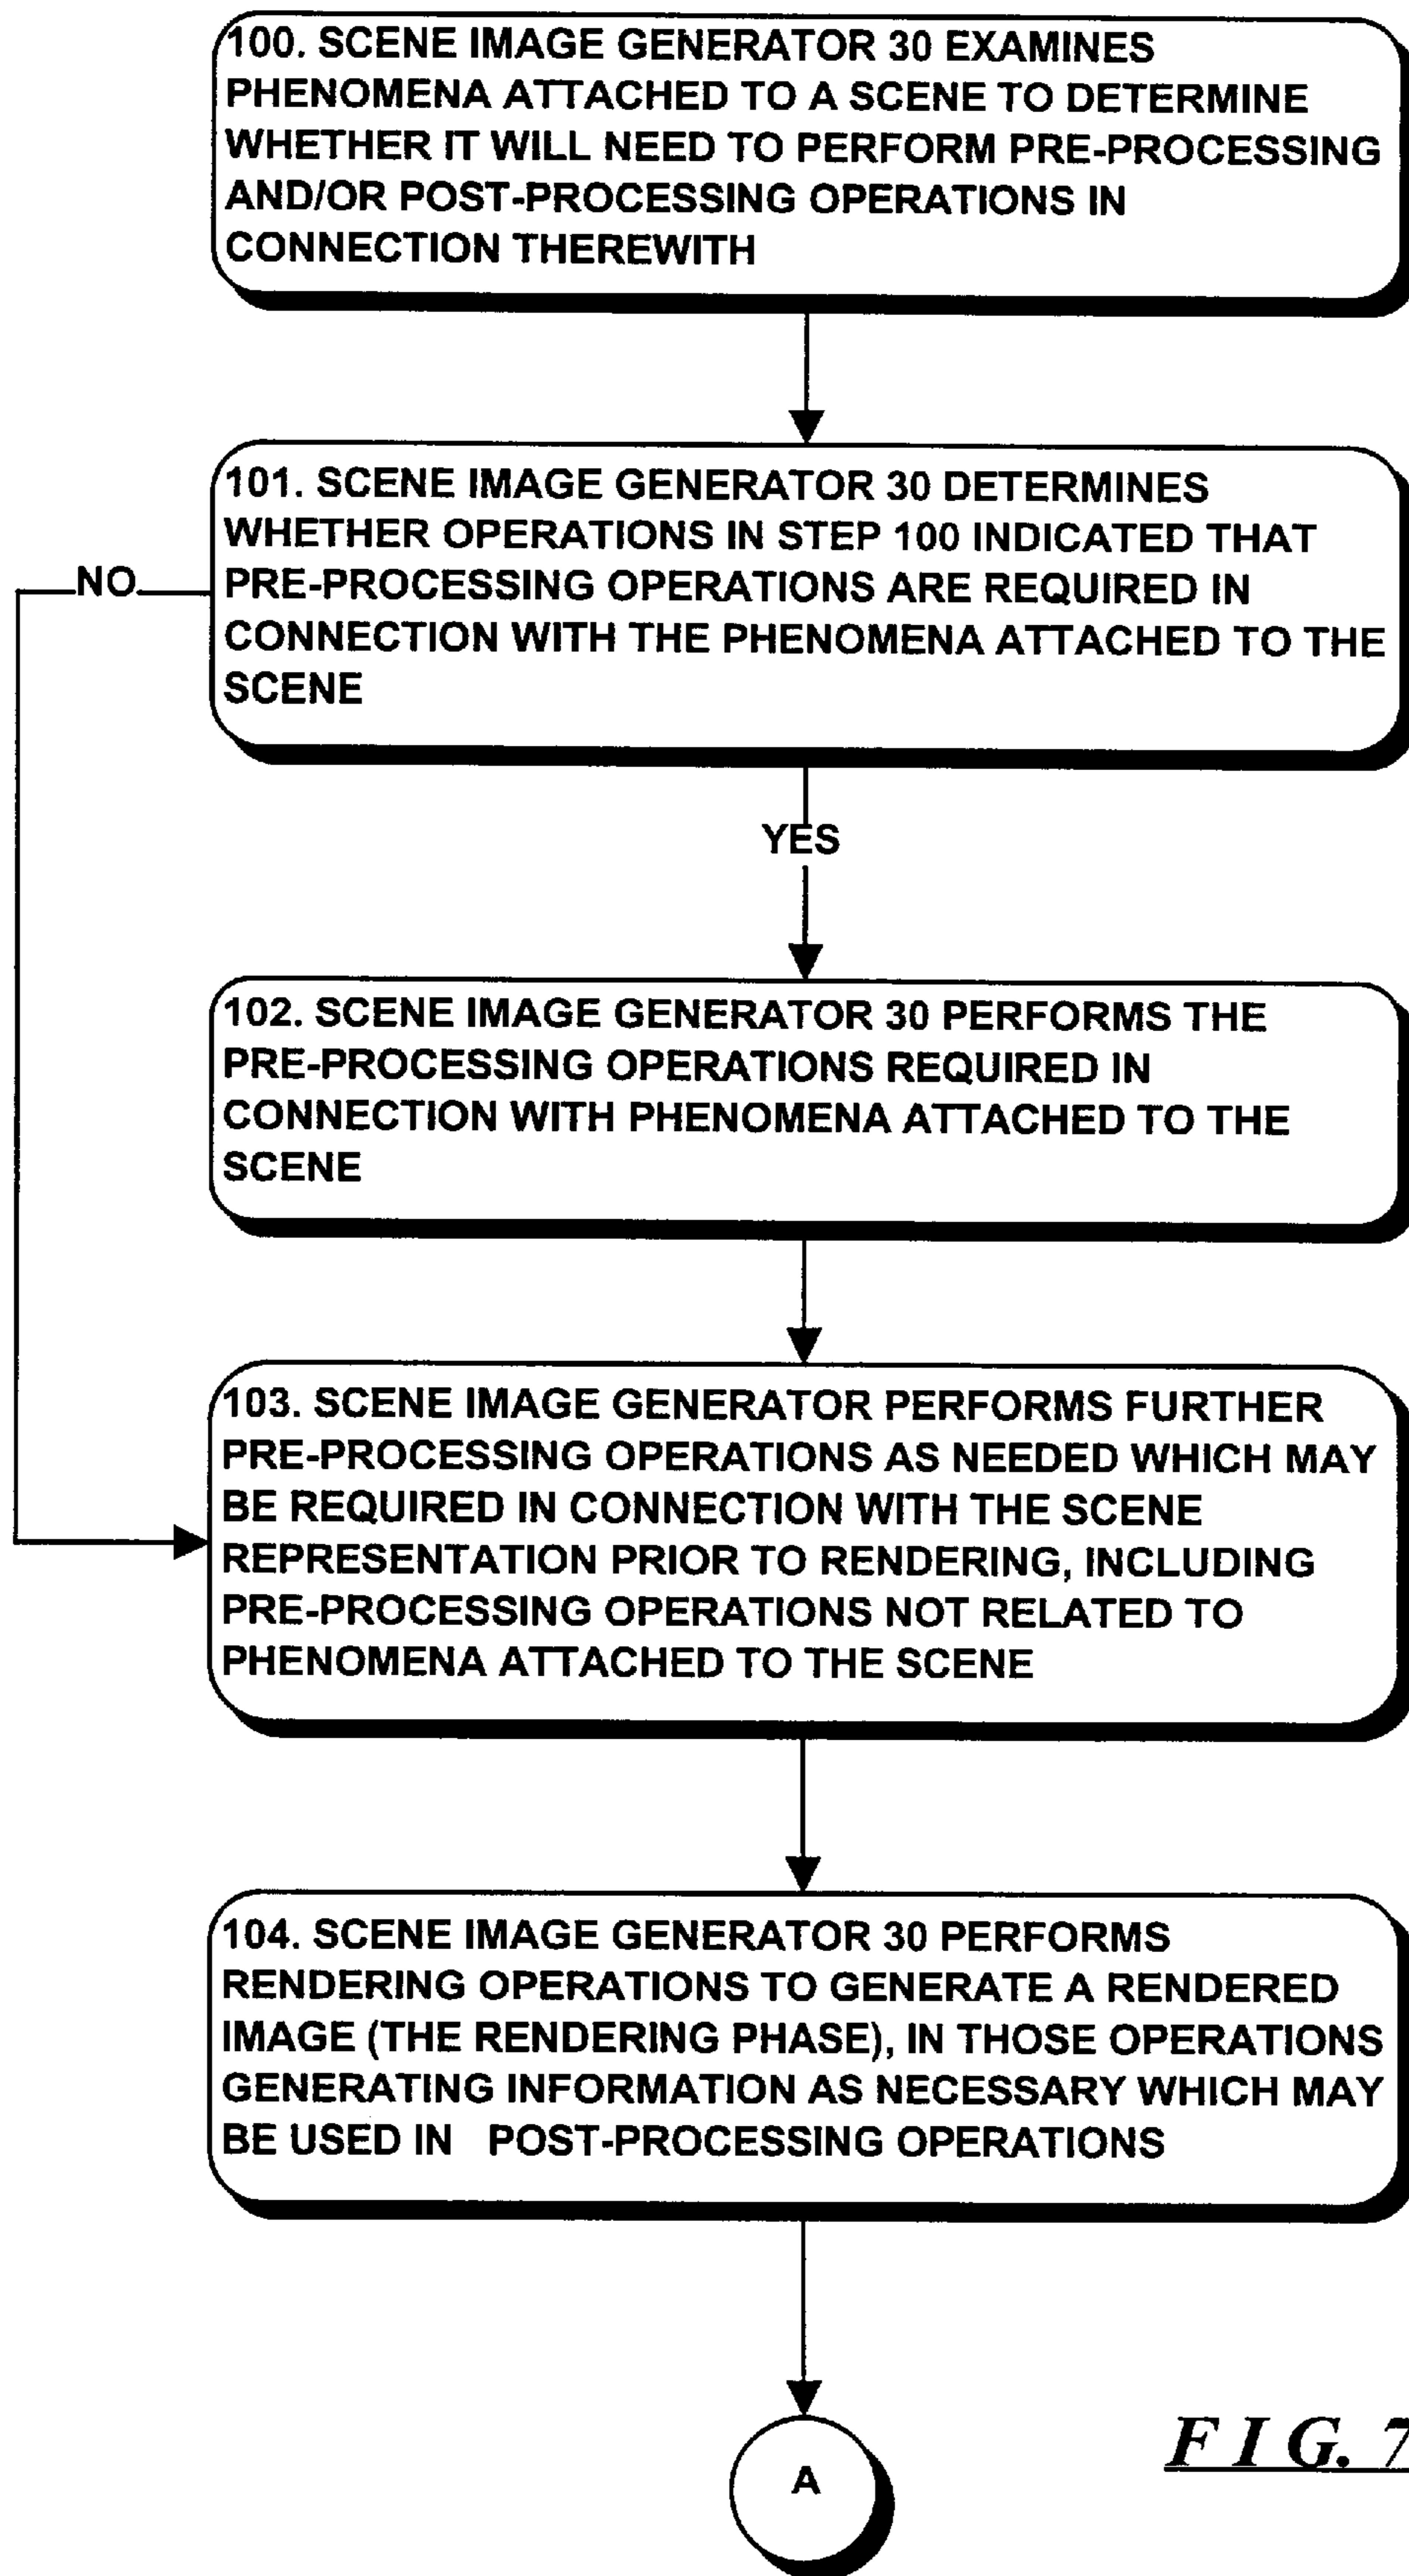 100. SCENE IMAGE GENERATOR 30 EXAMINES
PHENOMENA ATTACHED TO A SCENE TO DETERMINE
WHETHER IT WILL NEED TO PERFORM PRE-PROCESSING
AND/OR POST-PROCESSING OPERATIONS IN
CONNECTION THEREWITH
101. SCENE IMAGE GENERATOR 30 DETERMINES
WHETHER OPERATIONS IN STEP 100 INDICATED THAT
PRE-PROCESSING OPERATIONS ARE REQUIRED IN
CONNECTION WITH THE PHENOMENA ATTACHED TO THE
SCENE
NO
YES
102. SCENE IMAGE GENERATOR 30 PERFORMS THE
PRE-PROCESSING OPERATIONS REQUIRED IN
CONNECTION WITH PHENOMENA ATTACHED TO THE
SCENE
103. SCENE IMAGE GENERATOR PERFORMS FURTHER
PRE-PROCESSING OPERATIONS AS NEEDED WHICH MAY
BE REQUIRED IN CONNECTION WITH THE SCENE
REPRESENTATION PRIOR TO RENDERING, INCLUDING
PRE-PROCESSING OPERATIONS NOT RELATED TO
PHENOMENA ATTACHED TO THE SCENE
104. SCENE IMAGE GENERATOR 30 PERFORMS
RENDERING OPERATIONS TO GENERATE A RENDERED
IMAGE (THE RENDERING PHASE), IN THOSE OPERATIONS
GENERATING INFORMATION AS NECESSARY WHICH MAY
BE USED IN POST-PROCESSING OPERATIONS
A
FIG. 7